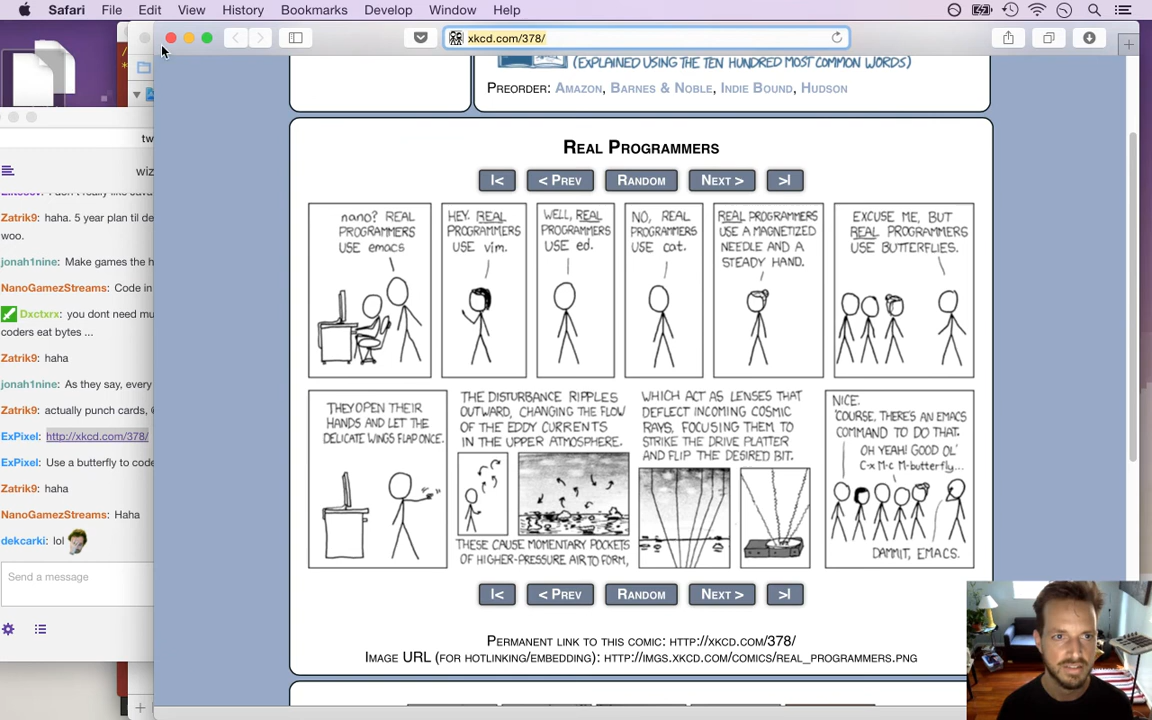 Safari File Edit View History Bookmarks Develop Window Help
xkcd.com/378/
(EXPLAINED USING THE TEN HUNDRED MOST COMMON WORDS)
PREORDER: AMAZON, BARNES & NOBLE, INDIE BOUND, HUDSON
REAL PROGRAMMERS
|< < PREV RANDOM NEXT > >|
nano? REAL
PROGRAMMERS
USE emacs
HEY. REAL
PROGRAMMERS
USE vim.
WELL, REAL
PROGRAMMERS
USE ed.
NO, REAL
PROGRAMMERS
USE cat.
REAL PROGRAMMERS
USE A MAGNETIZED
NEEDLE AND A
STEADY HAND.
EXCUSE ME, BUT
REAL PROGRAMMERS
USE BUTTERFLIES.
THEY OPEN THEIR
HANDS AND LET THE
DELICATE WINGS FLAP ONCE.
THE DISTURBANCE RIPPLES
OUTWARD, CHANGING THE FLOW
OF THE EDDY CURRENTS
IN THE UPPER ATMOSPHERE.
THESE CAUSE MOMENTARY POCKETS
OF HIGHER-PRESSURE AIR TO FORM,
WHICH ACT AS LENSES THAT
DEFLECT INCOMING COSMIC
RAYS, FOCUSING THEM TO
STRIKE THE DRIVE PLATTER
AND FLIP THE DESIRED BIT.
NICE.
'COURSE, THERE'S AN EMACS
COMMAND TO DO THAT.
OH YEAH! GOOD OL'
C-x M-c M-butterfly...
DAMMIT, EMACS.
|< < PREV RANDOM NEXT > >|
PERMANENT LINK TO THIS COMIC: HTTP://XKCD.COM/378/
IMAGE URL (FOR HOTLINKING/EMBEDDING): HTTP://IMGS.XKCD.COM/COMICS/REAL_PROGRAMMERS.PNG
tw
wiz
Zatrik9: haha. 5 year plan til de
woo.
jonah1nine: Make games the h
NanoGamezStreams: Code in
Dxctxrx: you dont need mu
coders eat bytes ...
Zatrik9: haha
jonah1nine: As they say, every
Zatrik9: actually punch cards,
ExPixel: http://xkcd.com/378/
ExPixel: Use a butterfly to code
Zatrik9: haha
NanoGamezStreams: Haha
dekcarki: lol
Send a message